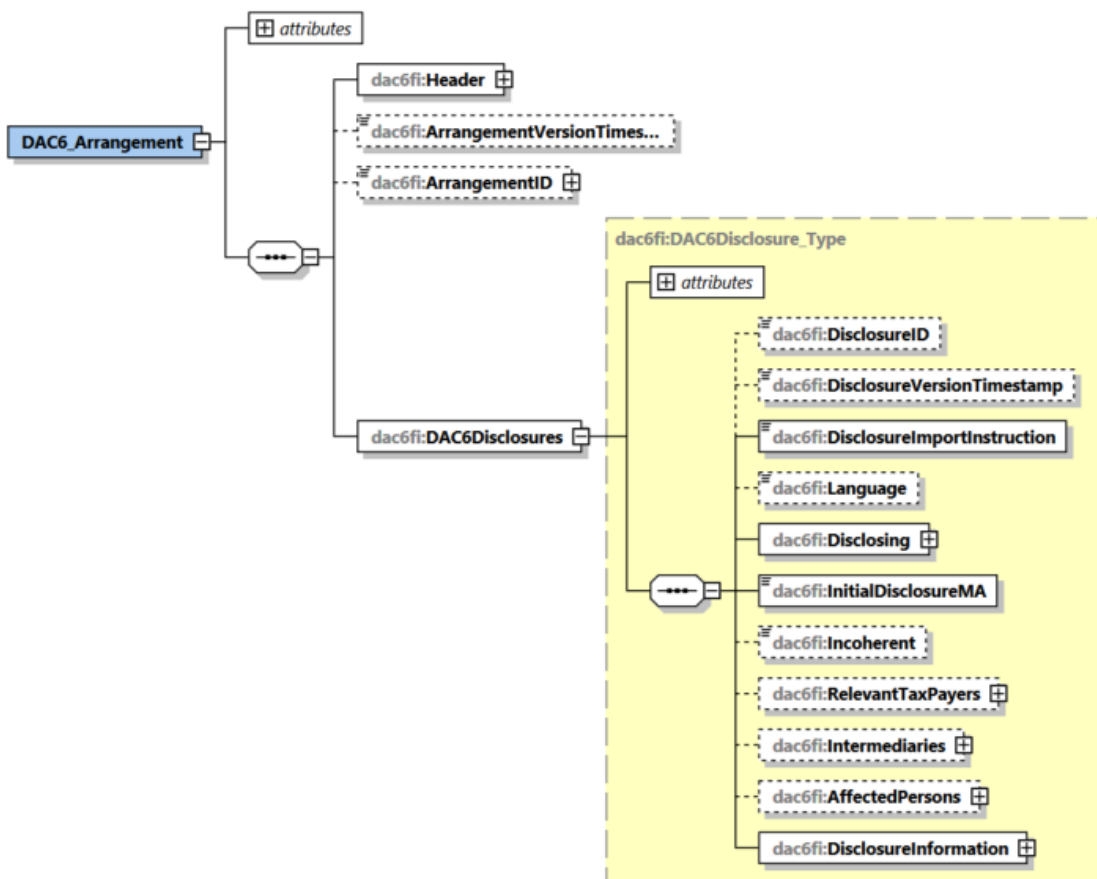 attributes
dac6fi:Header
dac6fi:ArrangementVersionTimes...
DAC6_Arrangement
dac6fi:ArrangementID
dac6fi:DAC6Disclosure_Type
attributes
dac6fi:DisclosureID
dac6fi:DisclosureVersionTimestamp
dac6fi:DAC6Disclosures
dac6fi:DisclosureImportInstruction
dac6fi:Language
dac6fi:Disclosing
dac6fi:InitialDisclosureMA
dac6fi:Incoherent
dac6fi:RelevantTaxPayers
dac6fi:Intermediaries
dac6fi:AffectedPersons
dac6fi:DisclosureInformation